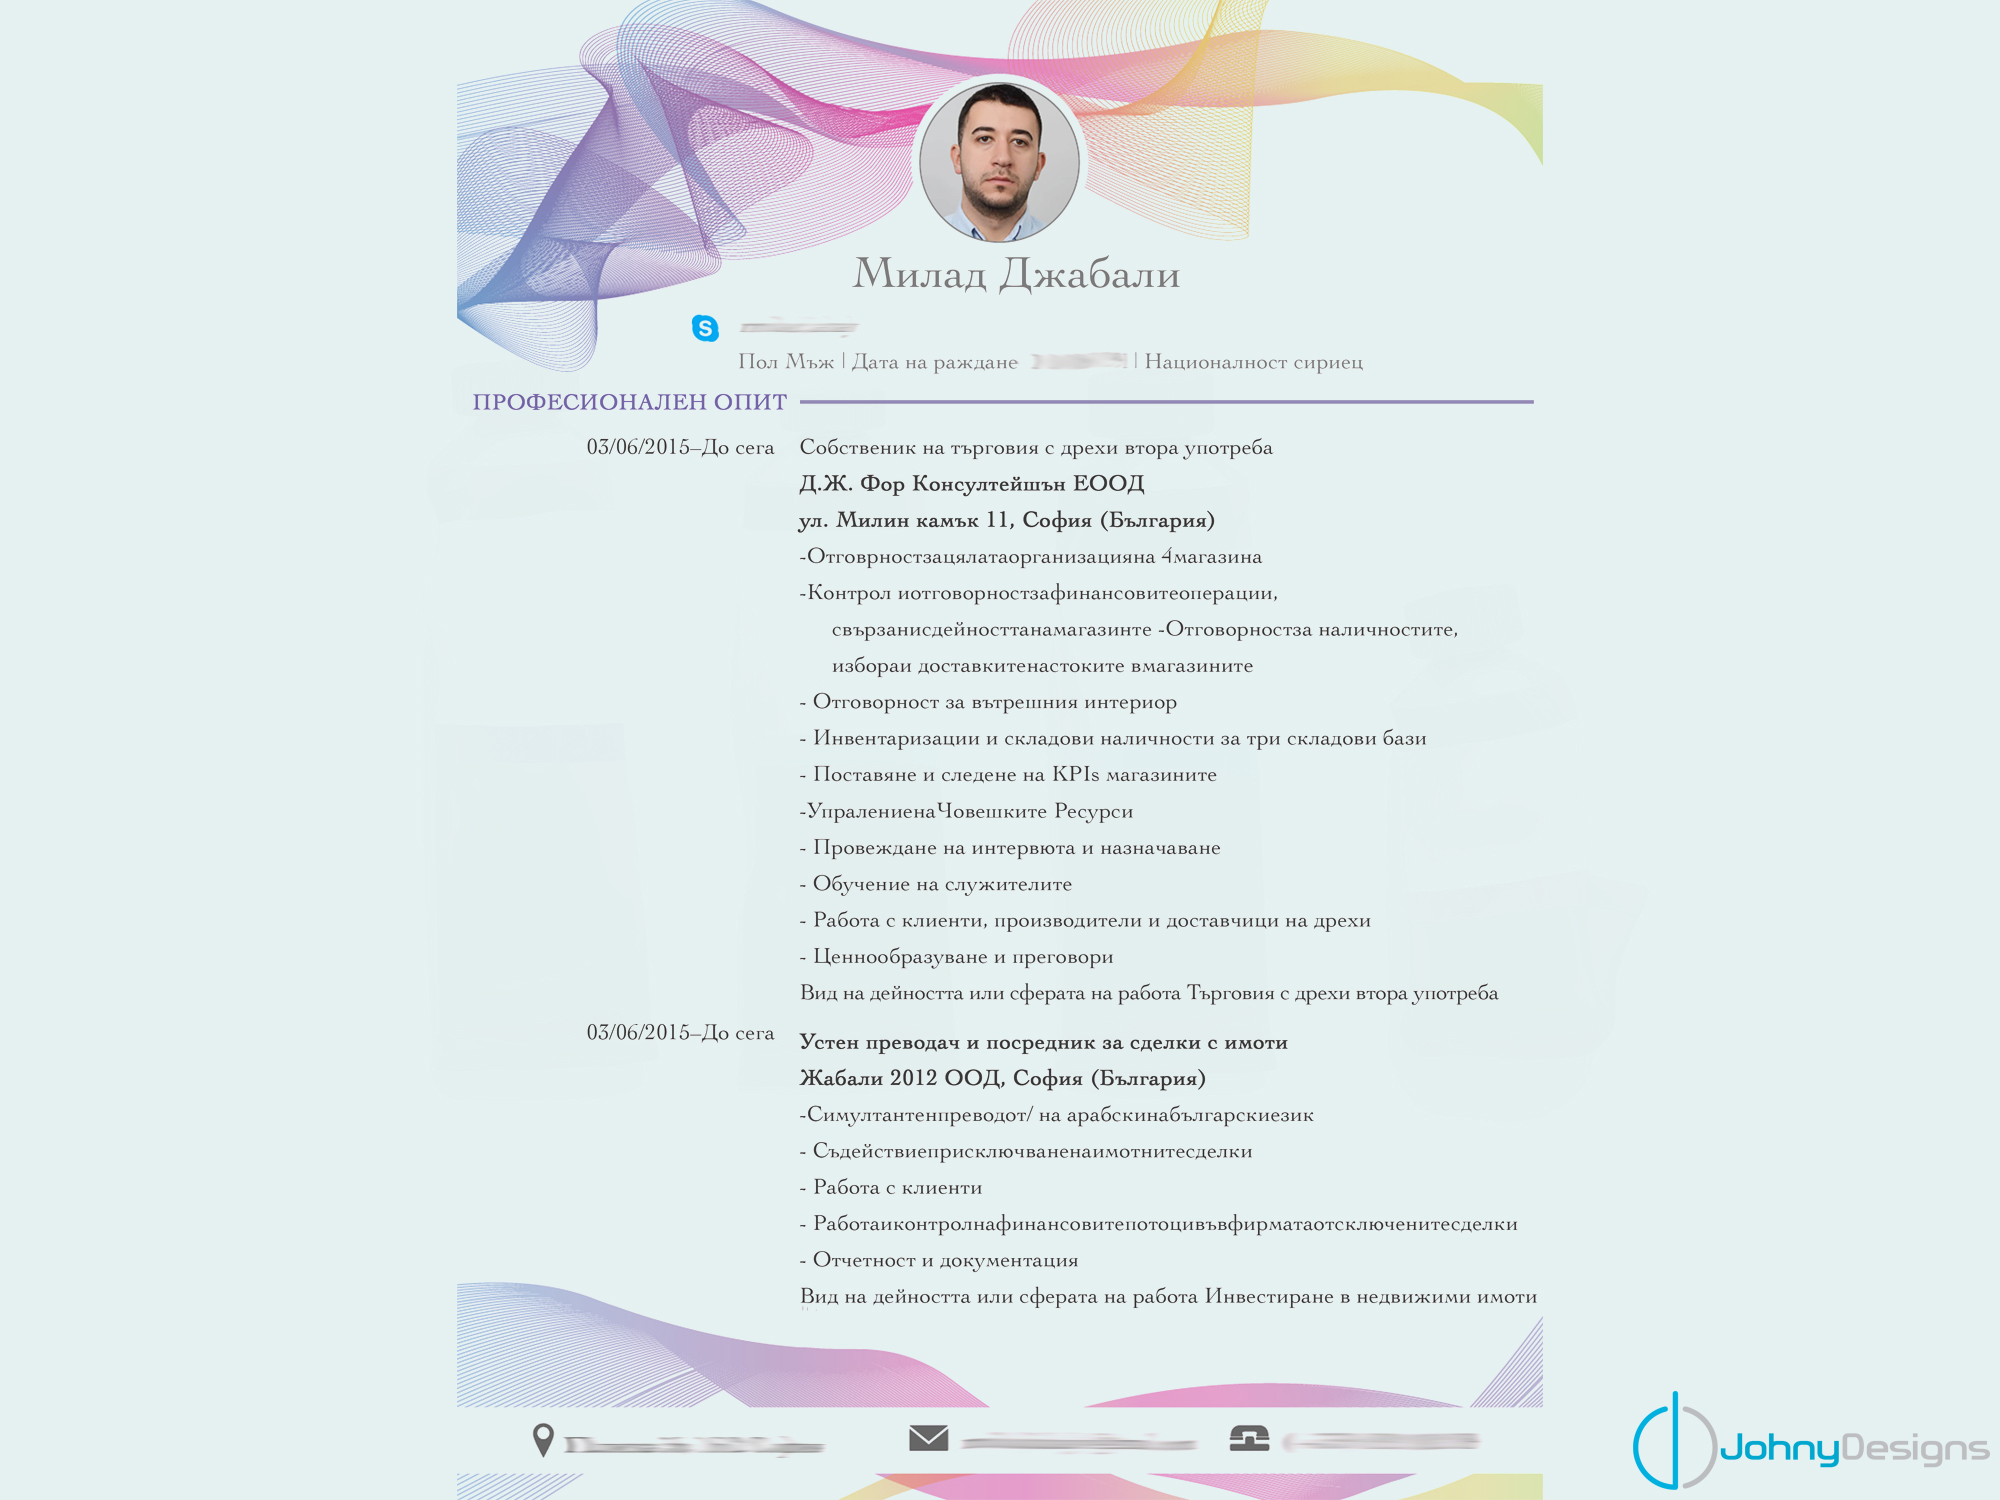 Милад Джабали
Пол Мъж | Дата на раждане | Националност сириец
ПРОФЕСИОНАЛЕН ОПИТ
03/06/2015–До сега
Собственик на търговия с дрехи втора употреба
Д.Ж. Фор Консултейшън ЕООД
ул. Милин камък 11, София (България)
-Отговрностзацялатаорганизацияна 4магазина
-Контрол иотговорностзафинансовитеоперации,
свързанисдейносттанамагазинте -Отговорностза наличностите,
избораи доставкитенастоките вмагазините
- Отговорност за вътрешния интериор
- Инвентаризации и складови наличности за три складови бази
- Поставяне и следене на KPIs магазините
-УпралениенаЧовешките Ресурси
- Провеждане на интервюта и назначаване
- Обучение на служителите
- Работа с клиенти, производители и доставчици на дрехи
- Ценнообразуване и преговори
Вид на дейността или сферата на работа Търговия с дрехи втора употреба
03/06/2015–До сега
Устен преводач и посредник за сделки с имоти
Жабали 2012 ООД, София (България)
-Симултантенпреводот/ на арабскинабългарскиезик
- Съдействиеприсключваненаимотнитесделки
- Работа с клиенти
- Работаиконтролнафинансовитепотоцивъвфирматаотсключенитесделки
- Отчетност и документация
Вид на дейността или сферата на работа Инвестиране в недвижими имоти
JohnyDesigns